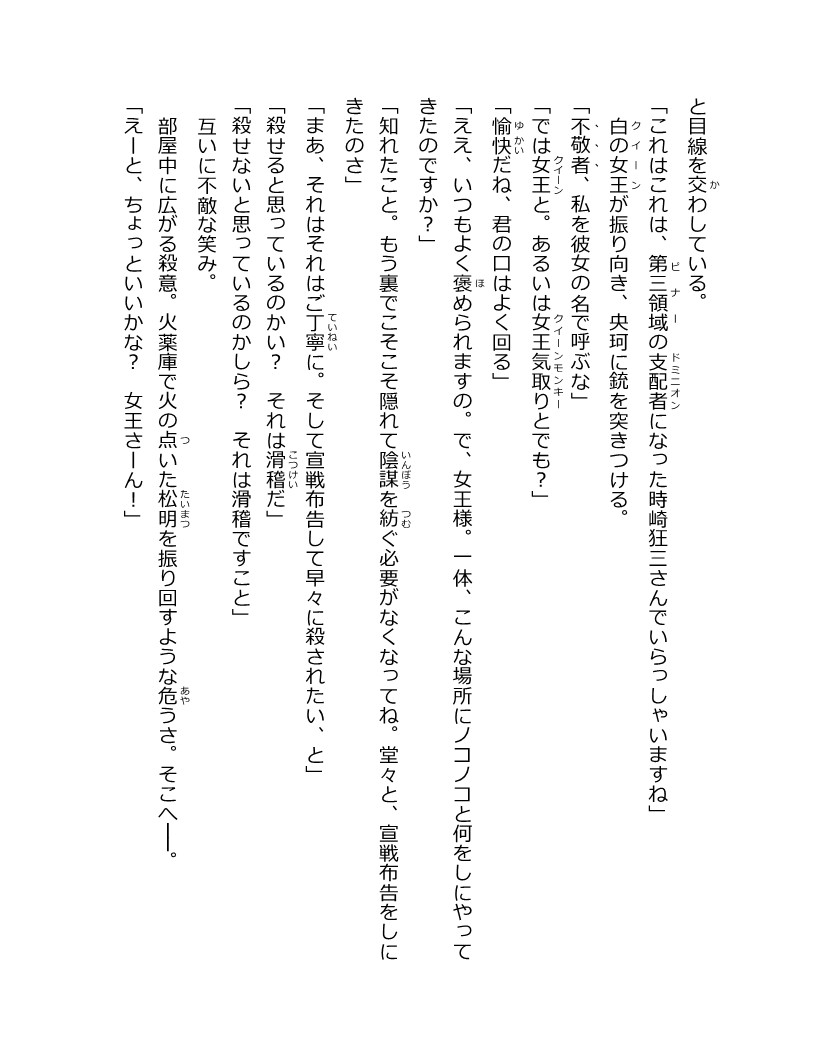 と目線を交わしている。
「これはこれは、第三領域の支配者になった時崎狂三さんでいらっしゃいますね」
白の女王が振り向き、央珂に銃を突きつける。
「不敬者、私を彼女の名で呼ぶな」
「では女王と。あるいは女王気取りとでも？」
「愉快だね、君の口はよく回る」
「ええ、いつもよく褒められますの。で、女王様。一体、こんな場所にノコノコと何をしにやって
きたのですか？」
「知れたこと。もう裏でこそこそ隠れて陰謀を紡ぐ必要がなくなってね。堂々と、宣戦布告をしに
きたのさ」
「まあ、それはそれはご丁寧に。そして宣戦布告して早々に殺されたい、と」
「殺せると思っているのかい？　それは滑稽だ」
「殺せないと思っているのかしら？　それは滑稽ですこと」
互いに不敵な笑み。
部屋中に広がる殺意。火薬庫で火の点いた松明を振り回すような危うさ。そこへ――。
「えーと、ちょっといいかな？　女王さーん！」